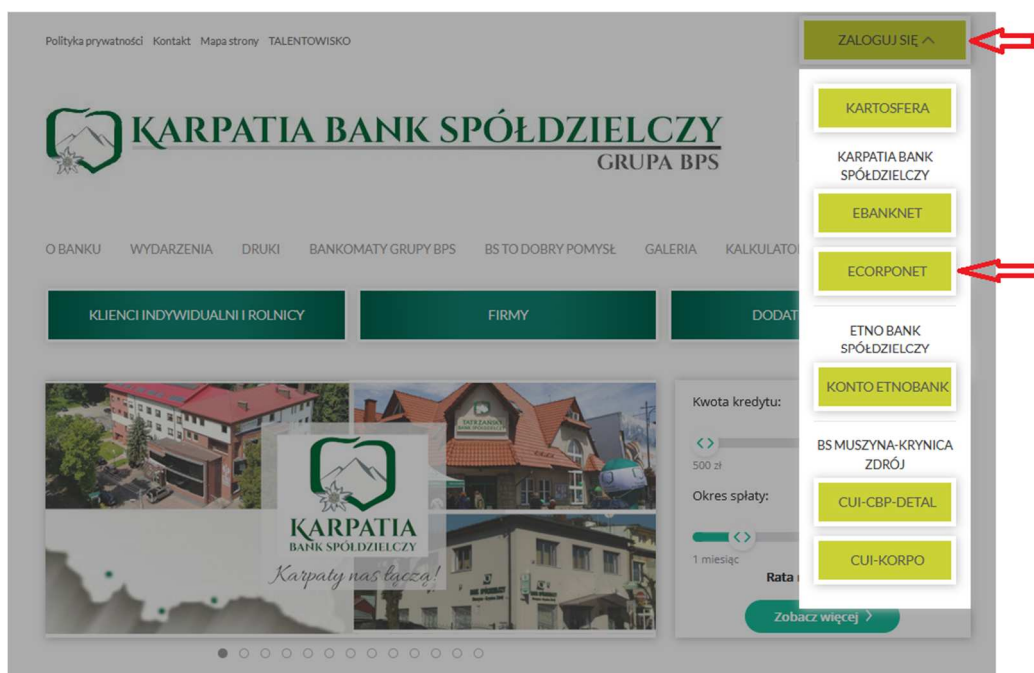 Polityka prywatności Kontakt Mapa strony TALENTOWISKO
ZALOGUJ SIĘ
KARTOSFERA
KARPATIA BANK SPÓŁDZIELCZY
GRUPA BPS
KARPATIA BANK
SPÓŁDZIELCZY
EBANKNET
ECORPONET
O BANKU WYDARZENIA DRUKI BANKOMATY GRUPY BPS BS TO DOBRY POMYSŁ GALERIA KALKULATO
KLIENCI INDYWIDUALNI I ROLNICY
FIRMY
DODAT
ETNO BANK
SPÓŁDZIELCZY
KONTO ETNOBANK
BS MUSZYNA-KRYNICA
ZDRÓJ
CUI-CBP-DETAL
CUI-KORPO
TATRZAŃSKI
KARPATIA
BANK SPÓŁDZIELCZY
Karpaty nas łączą!
Kwota kredytu:
500 zł
Okres spłaty:
1 miesiąc
Rata
Zobacz więcej